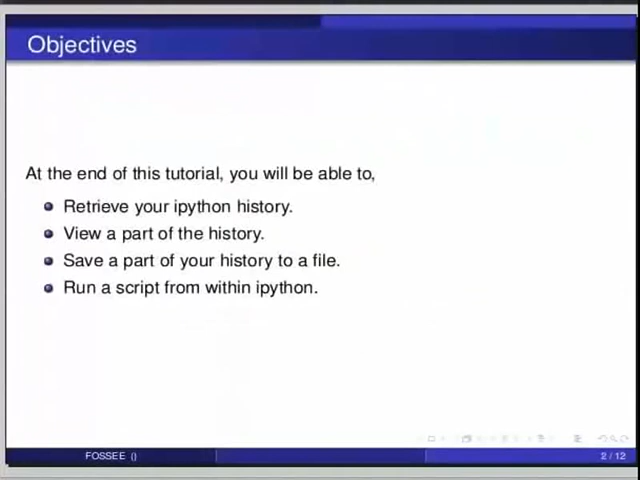 Objectives
At the end of this tutorial, you will be able to,
Retrieve your ipython history.
View a part of the history.
Save a part of your history to a file.
Run a script from within ipython.
FOSSEE ()
2 / 12